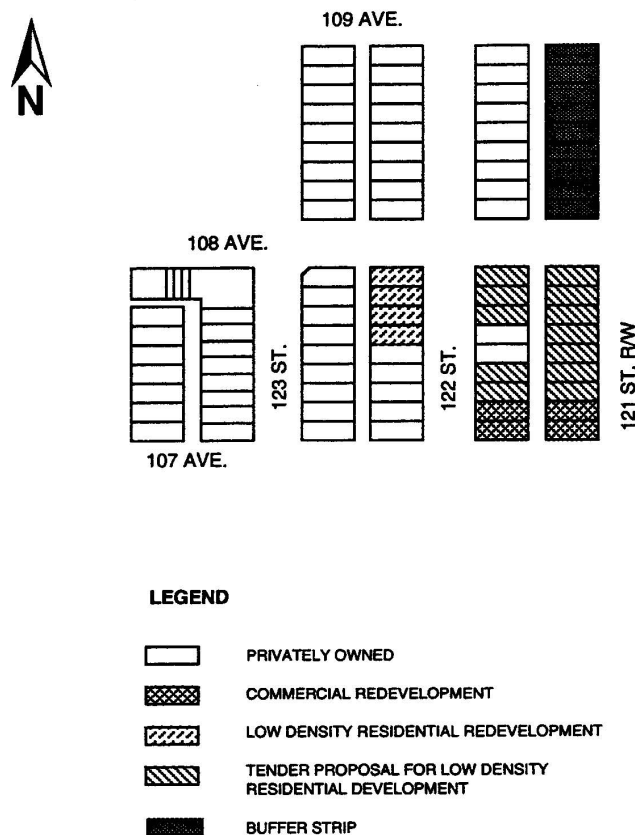 109 AVE.
N
108 AVE.
123 ST.
122 ST.
121 ST. R/W
107 AVE.
LEGEND
PRIVATELY OWNED
COMMERCIAL REDEVELOPMENT
LOW DENSITY RESIDENTIAL REDEVELOPMENT
TENDER PROPOSAL FOR LOW DENSITY
RESIDENTIAL DEVELOPMENT
BUFFER STRIP